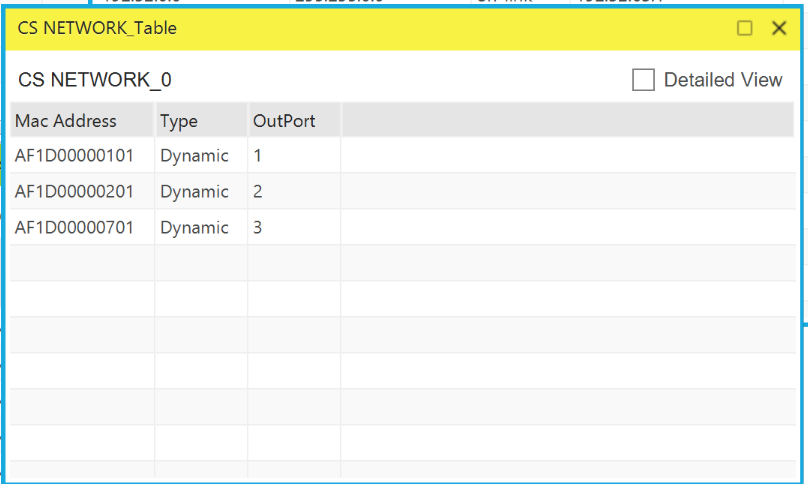 CS NETWORK_Table
CS NETWORK_0 Detailed View
Mac Address Type OutPort
AF1D00000101 Dynamic 1
AF1D00000201 Dynamic 2
AF1D00000701 Dynamic 3